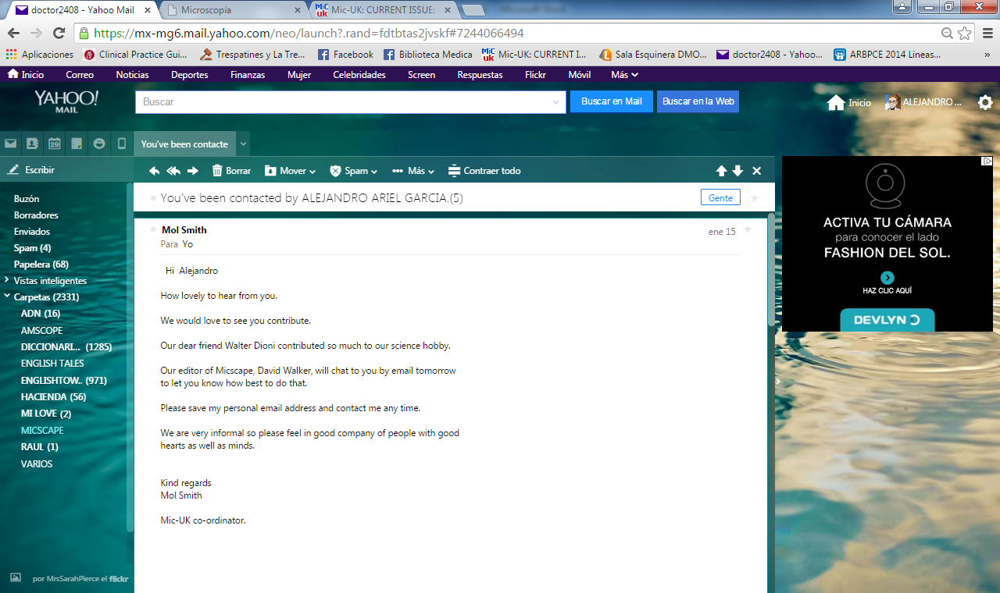 doctor2408 - Yahoo Mail
Microscopía
Mic-UK: CURRENT ISSUE:
https://mx-mg6.mail.yahoo.com/neo/launch?.rand=fdtbtas2jvskf#7244066494
Aplicaciones
Clinical Practice Gui...
Trespatines y La Tre...
Facebook
Biblioteca Medica
Mic-UK: CURRENT I...
Sala Esquinera DMO...
doctor2408 - Yahoo...
ARBPCE 2014 Lineas...
»
Inicio Correo Noticias Deportes Finanzas Mujer Celebridades Screen Respuestas Flickr Móvil Más
YAHOO!
MAIL
Buscar
Buscar en Mail
Buscar en la Web
Inicio
ALEJANDRO ...
29
You've been contacte
Escribir
Borrar Mover Spam Más Contraer todo
Buzón
Borradores
Enviados
Spam (4)
Papelera (68)
Vistas inteligentes
Carpetas (2331)
ADN (16)
AMSCOPE
DICCIONARI... (1285)
ENGLISH TALES
ENGLISHTOW.. (971)
HACIENDA (56)
MI LOVE (2)
MICSCAPE
RAUL (1)
VARIOS
por MrsSarahPierce el flickr
You've been contacted by ALEJANDRO ARIEL GARCIA.(5)
Gente
Mol Smith
ene 15
Para Yo
Hi Alejandro
How lovely to hear from you.
We would love to see you contribute.
Our dear friend Walter Dioni contributed so much to our science hobby.
Our editor of Micscape, David Walker, will chat to you by email tomorrow
to let you know how best to do that.
Please save my personal email address and contact me any time.
We are very informal so please feel in good company of people with good
hearts as well as minds.
Kind regards
Mol Smith
Mic-UK co-ordinator.
ACTIVA TU CÁMARA
para conocer el lado
FASHION DEL SOL.
HAZ CLIC AQUÍ
DEVLYN